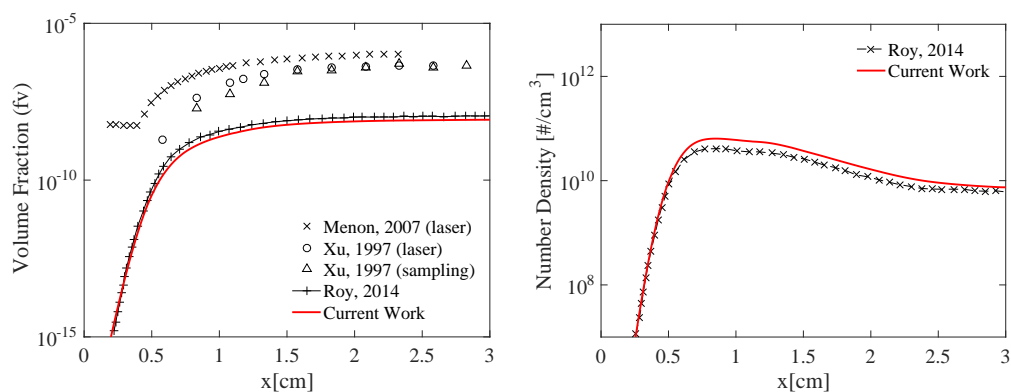 10^-5
10^-10
10^-15
Volume Fraction (fv)
Menon, 2007 (laser)
Xu, 1997 (laser)
Xu, 1997 (sampling)
Roy, 2014
Current Work
0 0.5 1 1.5 2 2.5 3
x[cm]
10^12
10^10
10^8
Number Density [#/cm^3]
Roy, 2014
Current Work
0 0.5 1 1.5 2 2.5 3
x[cm]